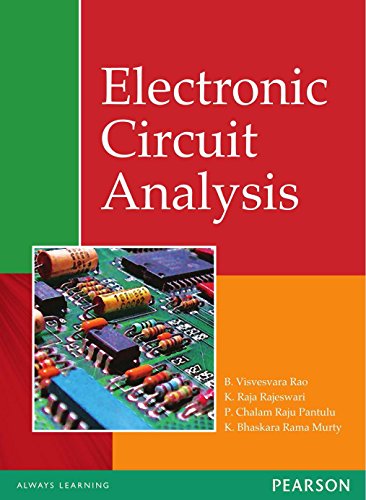 Electronic
Circuit
Analysis
B. Visvesvara Rao
K. Raja Rajeswari
P. Chalam Raju Pantulu
K. Bhaskara Rama Murty
ALWAYS LEARNING
PEARSON